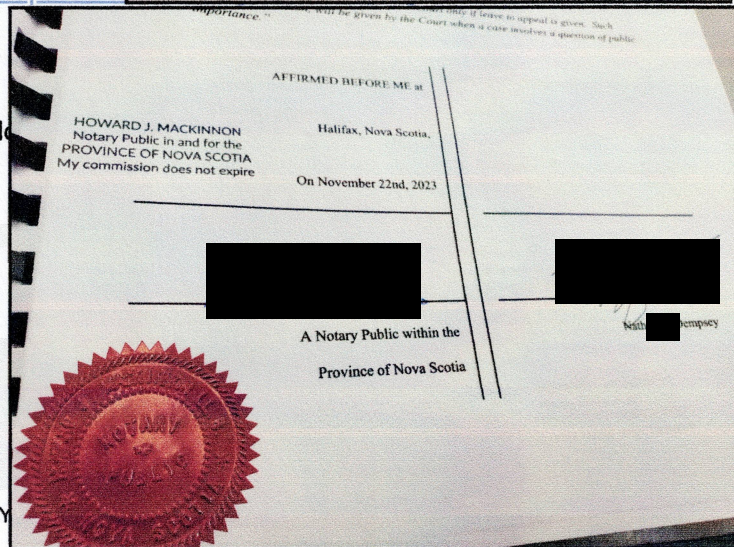 will be given by the Court when a case involves a question of public
importance."
AFFIRMED BEFORE ME at
HOWARD J. MACKINNON
Notary Public in and for the
PROVINCE OF NOVA SCOTIA
My commission does not expire
Halifax, Nova Scotia,
On November 22nd, 2023
A Notary Public within the
Province of Nova Scotia
NOTARY
PUBLIC